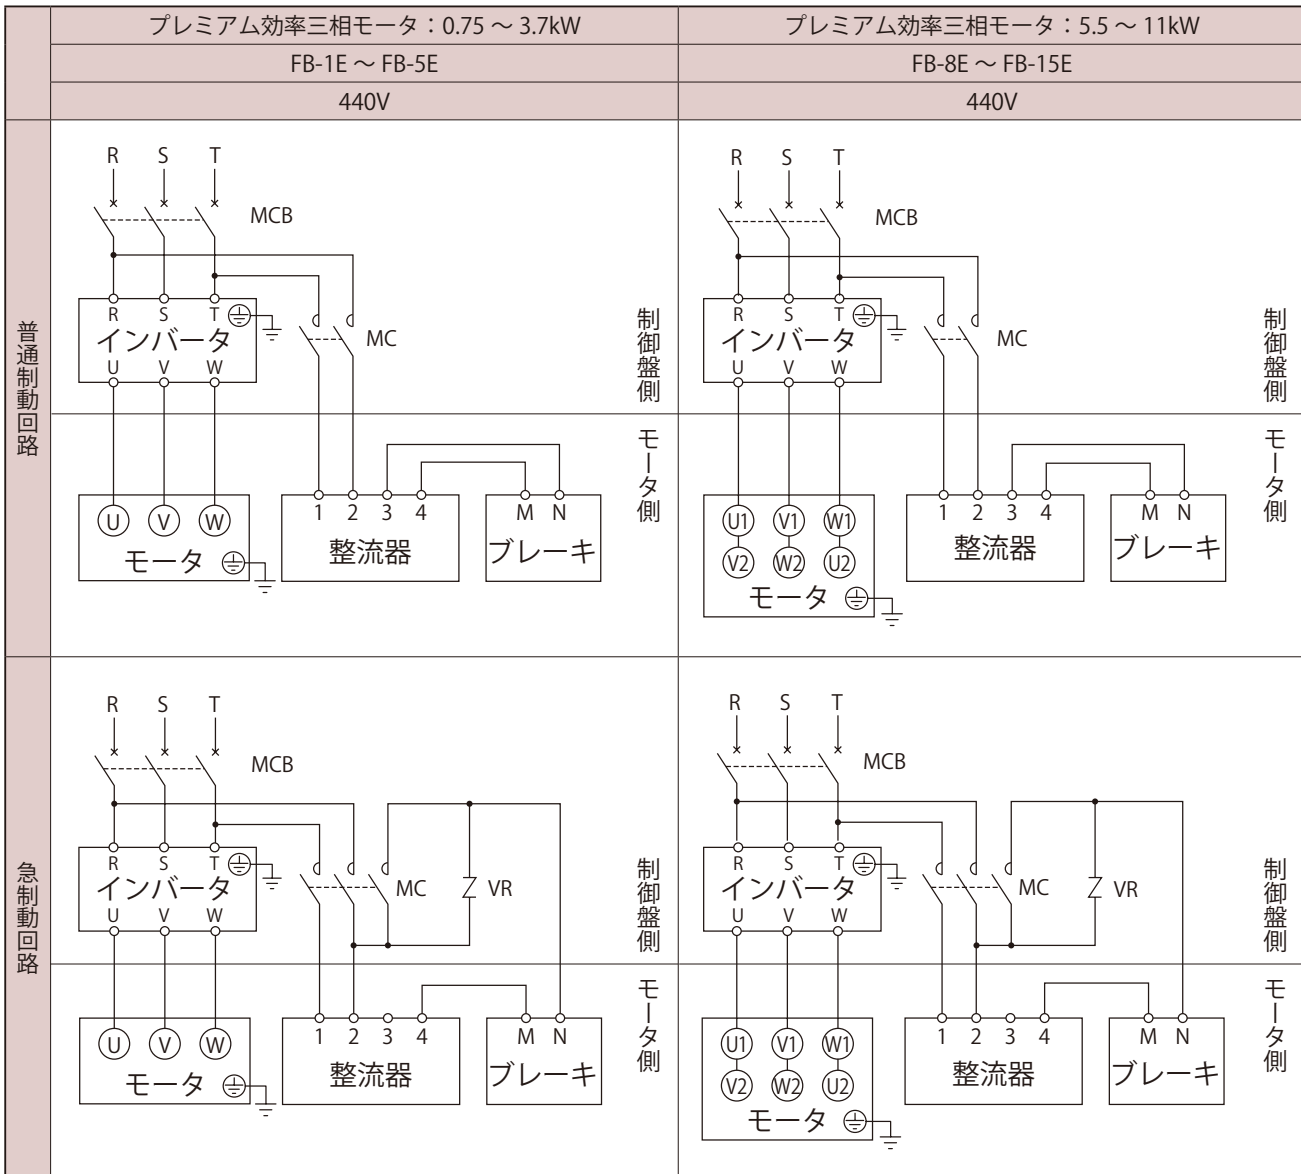 プレミアム効率三相モータ：0.75 ～ 3.7kW
プレミアム効率三相モータ：5.5 ～ 11kW
FB-1E ～ FB-5E
FB-8E ～ FB-15E
440V
440V
普通制動回路
R S T
MCB
R S T
インバータ
U V W
MC
制御盤側
モータ側
U V W
モータ
1 2 3 4
整流器
M N
ブレーキ
R S T
MCB
R S T
インバータ
U V W
MC
制御盤側
モータ側
U1 V1 W1
V2 W2 U2
モータ
1 2 3 4
整流器
M N
ブレーキ
急制動回路
R S T
MCB
R S T
インバータ
U V W
MC
VR
制御盤側
モータ側
U V W
モータ
1 2 3 4
整流器
M N
ブレーキ
R S T
MCB
R S T
インバータ
U V W
MC
VR
制御盤側
モータ側
U1 V1 W1
V2 W2 U2
モータ
1 2 3 4
整流器
M N
ブレーキ